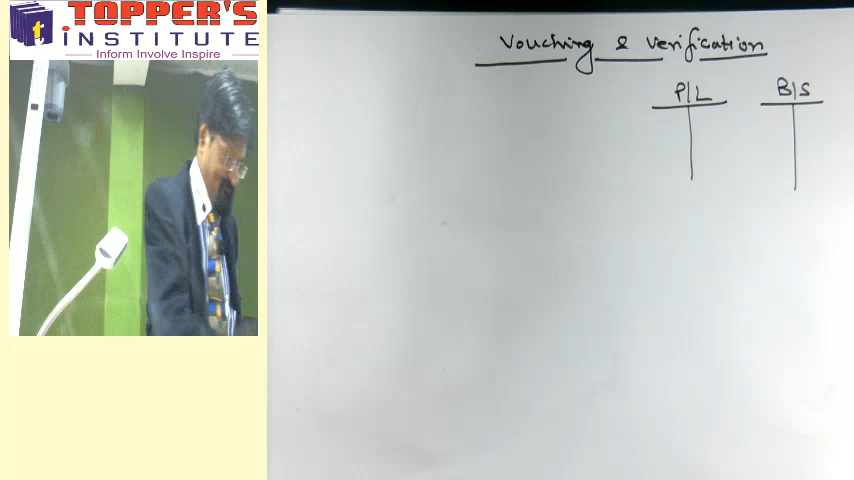 TOPPER'S
t iNSTITUTE
Inform Involve Inspire
Vouching & verification
P/L B/S